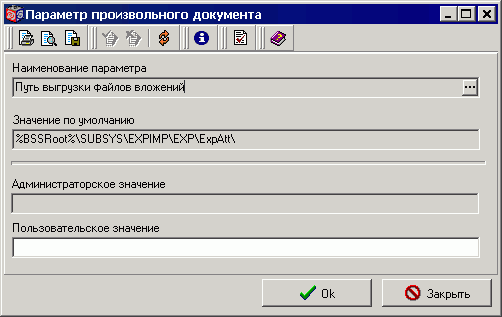 Параметр произвольного документа
Наименование параметра
Путь выгрузки файлов вложений
Значение по умолчанию
%BSSRoot%\SUBSYS\EXPIMP\EXP\ExpAtt\
Администраторское значение
Пользовательское значение
Ok
Закрыть